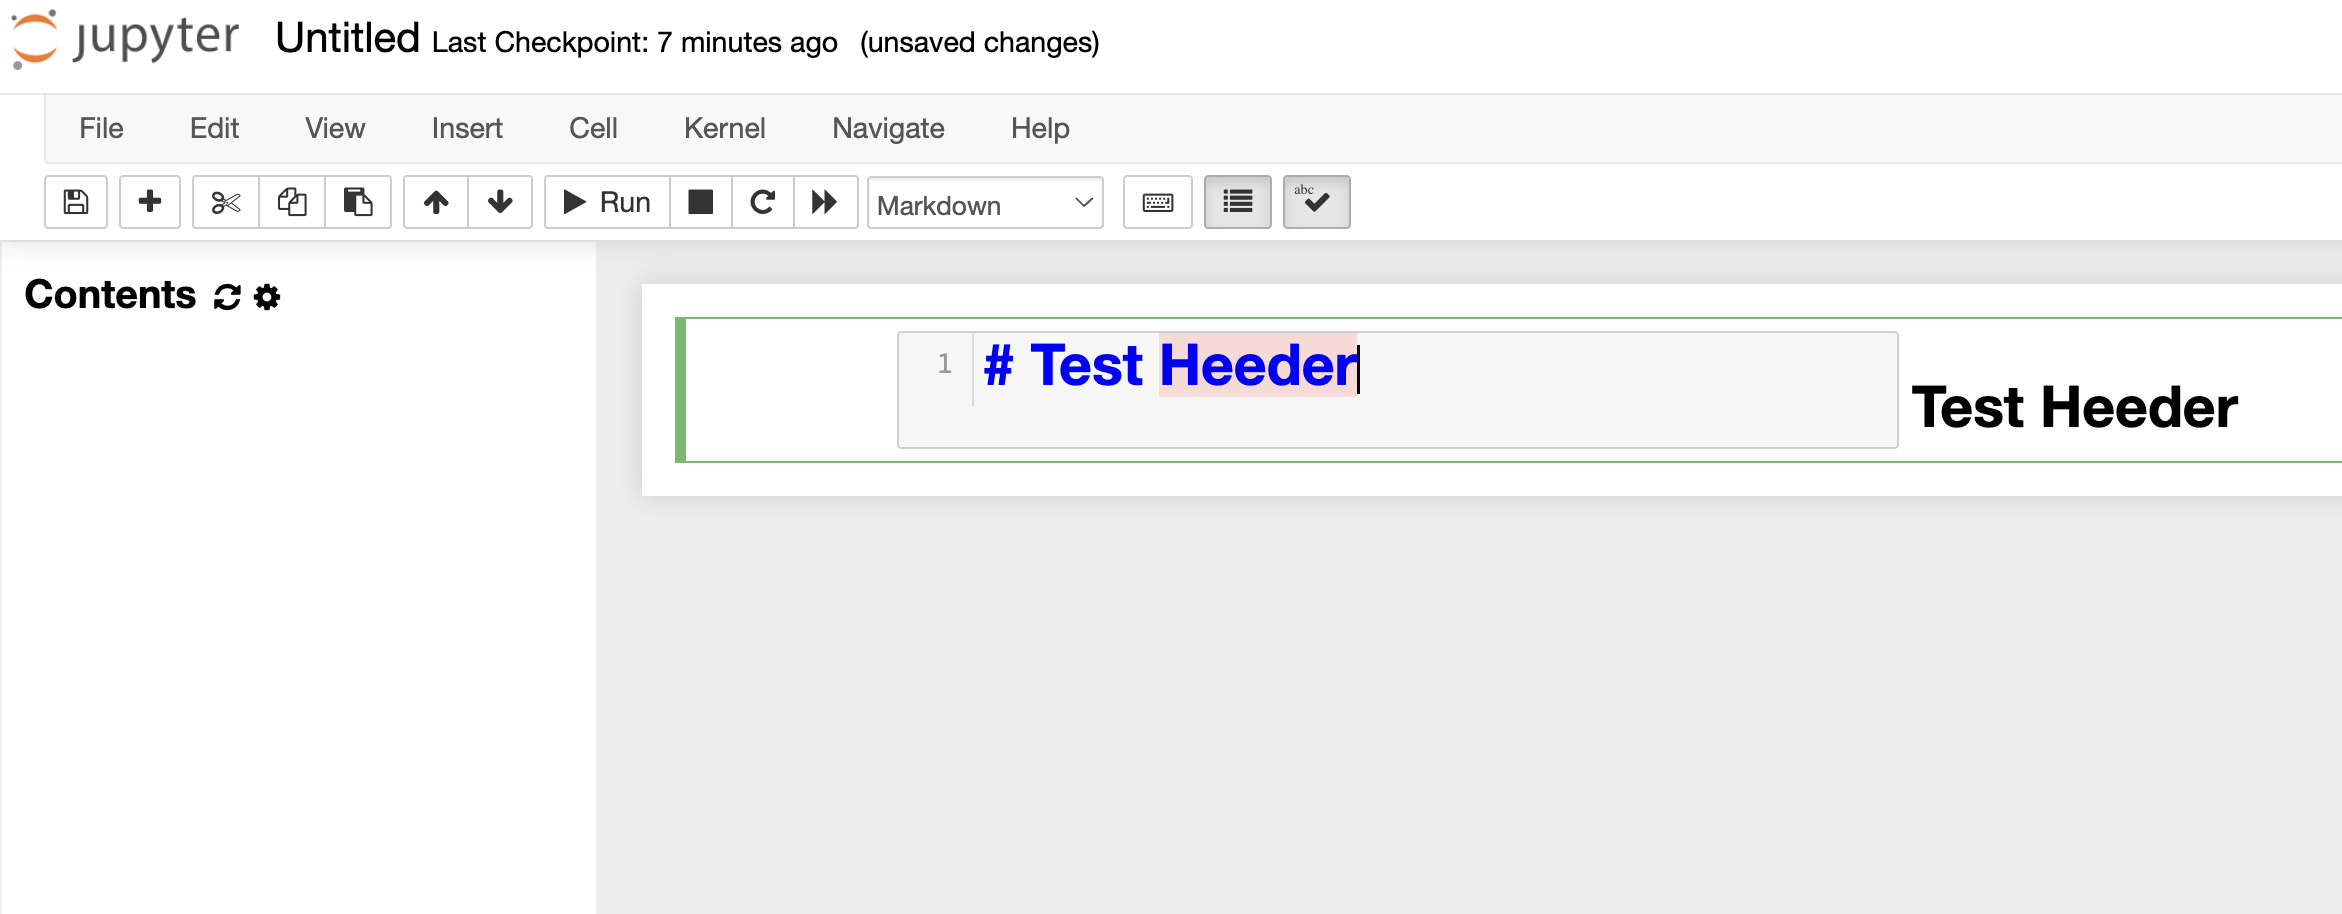 jupyter Untitled Last Checkpoint: 7 minutes ago (unsaved changes)
File Edit View Insert Cell Kernel Navigate Help
Run Markdown abc
Contents
1 # Test Heeder
Test Heeder